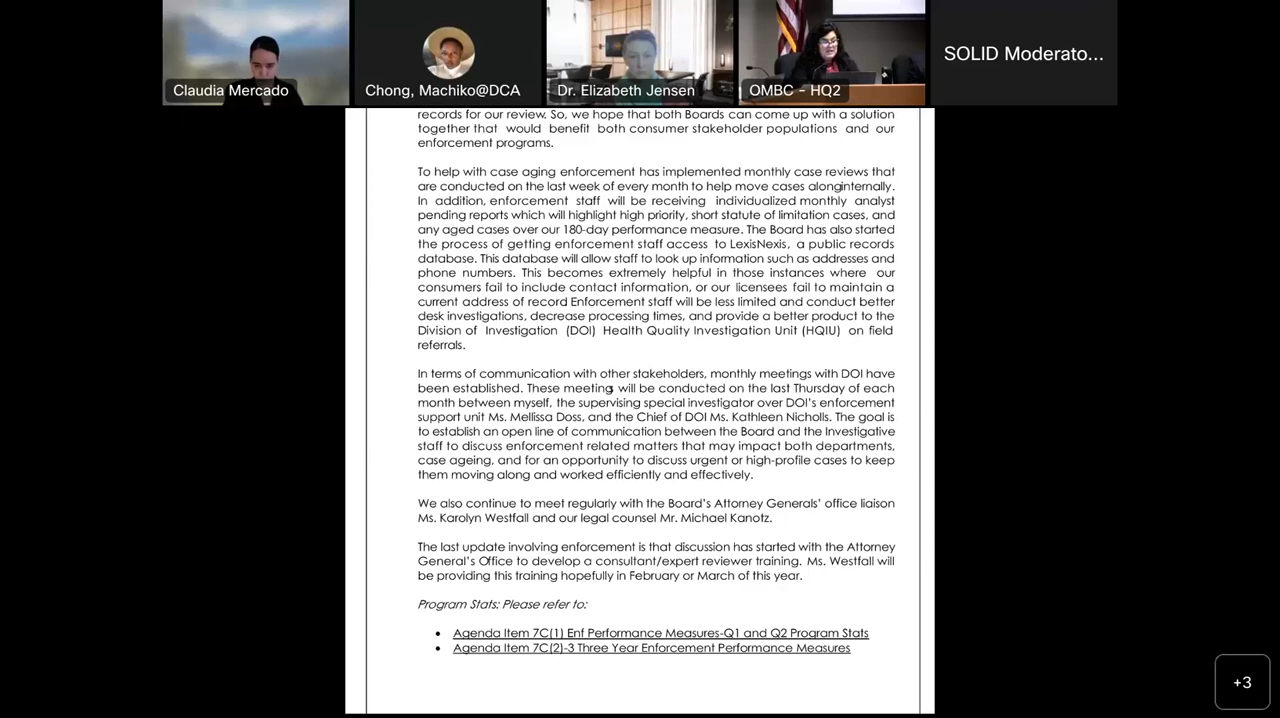 Claudia Mercado
Chong, Machiko@DCA
Dr. Elizabeth Jensen
OMBC - HQ2
SOLID Moderato...
records for our review. So, we hope that both Boards can come up with a solution
together that would benefit both consumer stakeholder populations and our
enforcement programs.
To help with case aging enforcement has implemented monthly case reviews that
are conducted on the last week of every month to help move cases alonginternally.
In addition, enforcement staff will be receiving individualized monthly analyst
pending reports which will highlight high priority, short statute of limitation cases, and
any aged cases over our 180-day performance measure. The Board has also started
the process of getting enforcement staff access to LexisNexis, a public records
database. This database will allow staff to look up information such as addresses and
phone numbers. This becomes extremely helpful in those instances where our
consumers fail to include contact information, or our licensees fail to maintain a
current address of record Enforcement staff will be less limited and conduct better
desk investigations, decrease processing times, and provide a better product to the
Division of Investigation (DOI) Health Quality Investigation Unit (HQIU) on field
referrals.
In terms of communication with other stakeholders, monthly meetings with DOI have
been established. These meetings will be conducted on the last Thursday of each
month between myself, the supervising special investigator over DOI's enforcement
support unit Ms. Mellissa Doss, and the Chief of DOI Ms. Kathleen Nicholls. The goal is
to establish an open line of communication between the Board and the Investigative
staff to discuss enforcement related matters that may impact both departments,
case ageing, and for an opportunity to discuss urgent or high-profile cases to keep
them moving along and worked efficiently and effectively.
We also continue to meet regularly with the Board's Attorney Generals' office liaison
Ms. Karolyn Westfall and our legal counsel Mr. Michael Kanotz.
The last update involving enforcement is that discussion has started with the Attorney
General's Office to develop a consultant/expert reviewer training. Ms. Westfall will
be providing this training hopefully in February or March of this year.
Program Stats: Please refer to:
• Agenda Item 7C(1) Enf Performance Measures-Q1 and Q2 Program Stats
• Agenda Item 7C(2)-3 Three Year Enforcement Performance Measures
+3